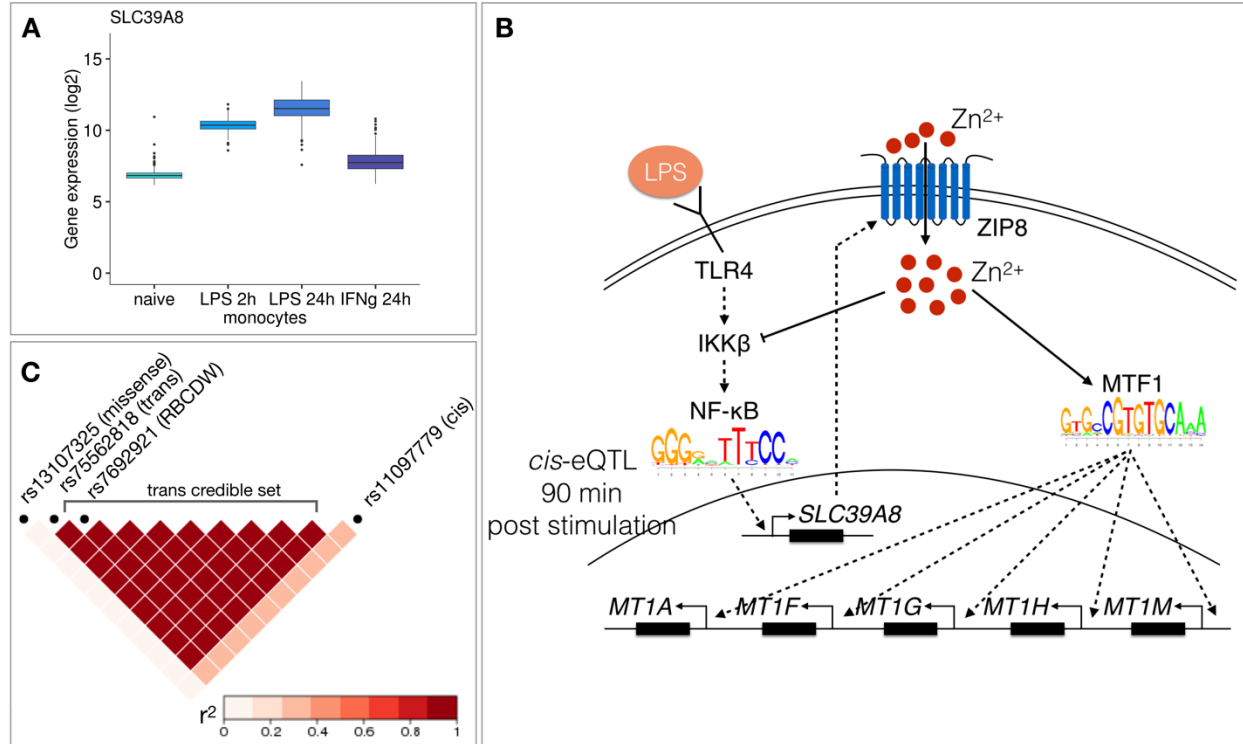 A
SLC39A8
Gene expression (log2)
15
10
5
0
naive
LPS 2h
LPS 24h
IFNg 24h
monocytes
B
Zn2+
LPS
ZIP8
TLR4
Zn2+
IKKβ
MTF1
NF-κB
cis-eQTL
90 min
post stimulation
SLC39A8
MT1A
MT1F
MT1G
MT1H
MT1M
C
rs13107325 (missense)
rs75562818 (trans)
rs7692921 (RBCDW)
rs11097779 (cis)
trans credible set
r2
0
0.2
0.4
0.6
0.8
1